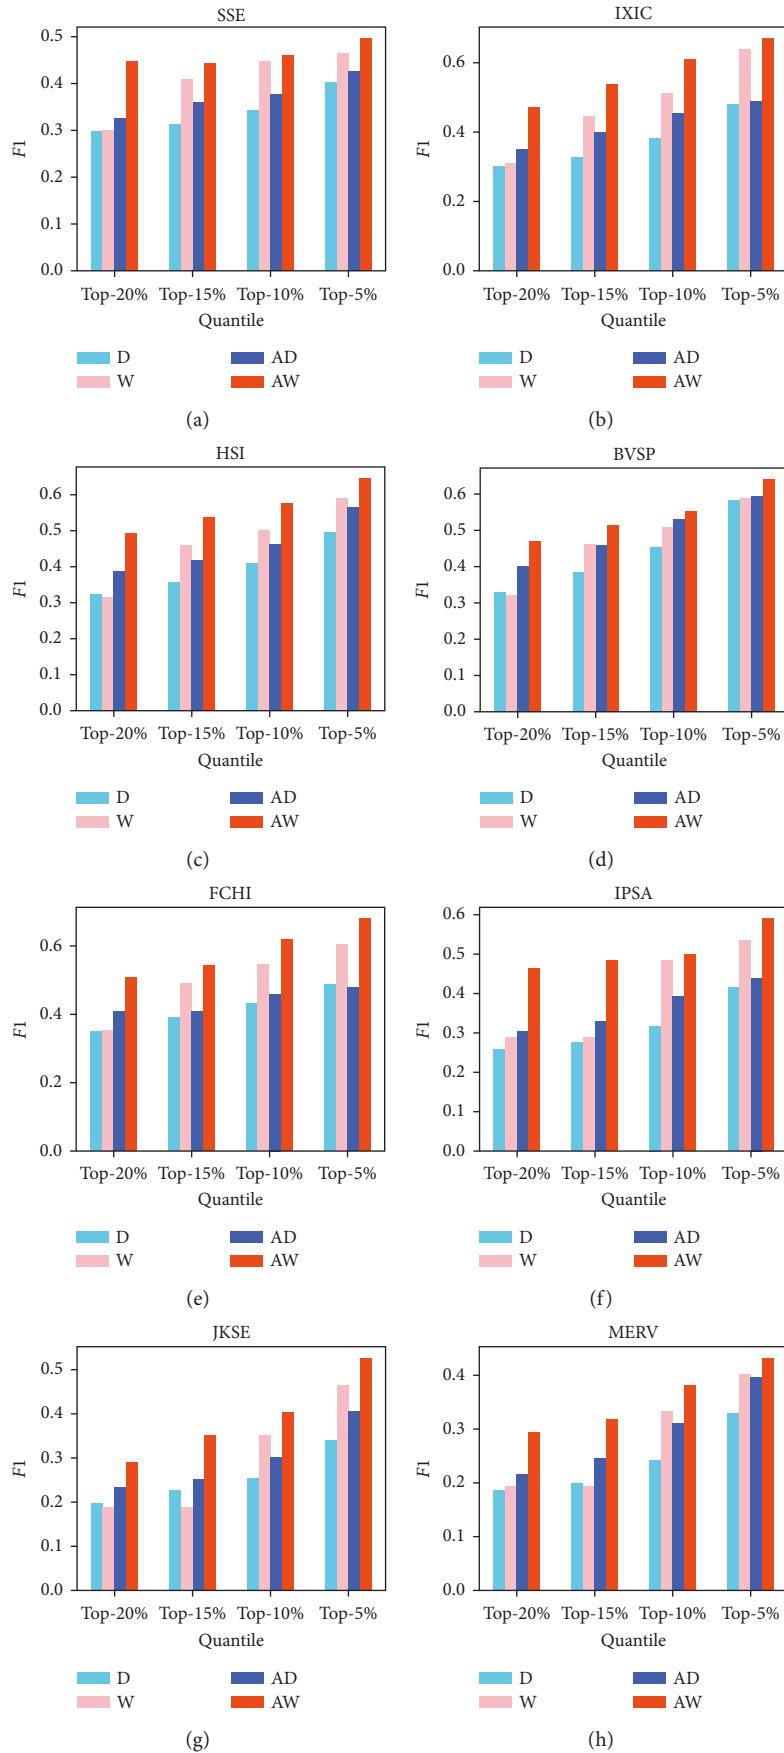 SSE
0.5
0.4
0.3
0.2
0.1
0.0
F1
Top-20% Top-15% Top-10% Top-5%
Quantile
D AD
W AW
(a)
IXIC
0.6
0.4
0.2
0.0
F1
Top-20% Top-15% Top-10% Top-5%
Quantile
D AD
W AW
(b)
HSI
0.6
0.5
0.4
0.3
0.2
0.1
0.0
F1
Top-20% Top-15% Top-10% Top-5%
Quantile
D AD
W AW
(c)
BVSP
0.6
0.5
0.4
0.3
0.2
0.1
0.0
F1
Top-20% Top-15% Top-10% Top-5%
Quantile
D AD
W AW
(d)
FCHI
0.6
0.4
0.2
0.0
F1
Top-20% Top-15% Top-10% Top-5%
Quantile
D AD
W AW
(e)
IPSA
0.6
0.5
0.4
0.3
0.2
0.1
0.0
F1
Top-20% Top-15% Top-10% Top-5%
Quantile
D AD
W AW
(f)
JKSE
0.5
0.4
0.3
0.2
0.1
0.0
F1
Top-20% Top-15% Top-10% Top-5%
Quantile
D AD
W AW
(g)
MERV
0.4
0.3
0.2
0.1
0.0
F1
Top-20% Top-15% Top-10% Top-5%
Quantile
D AD
W AW
(h)